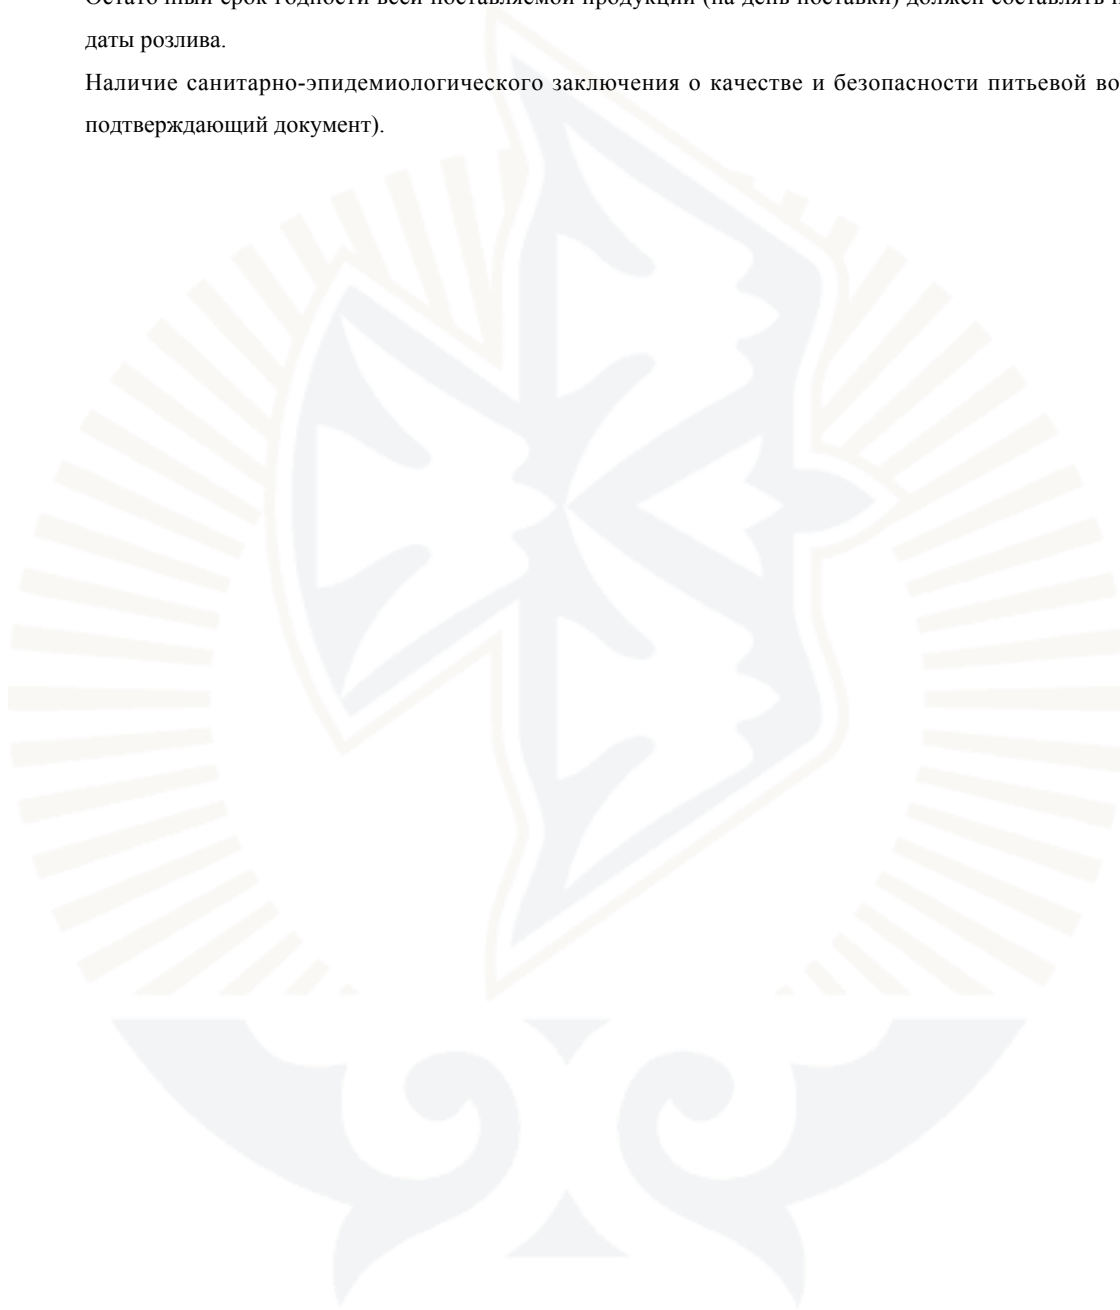 Остаточный срок годности всей поставляемой продукции (на день поставки) должен составлять
даты розлива.
Наличие санитарно-эпидемиологического заключения о качестве и безопасности питьевой во
подтверждающий документ).